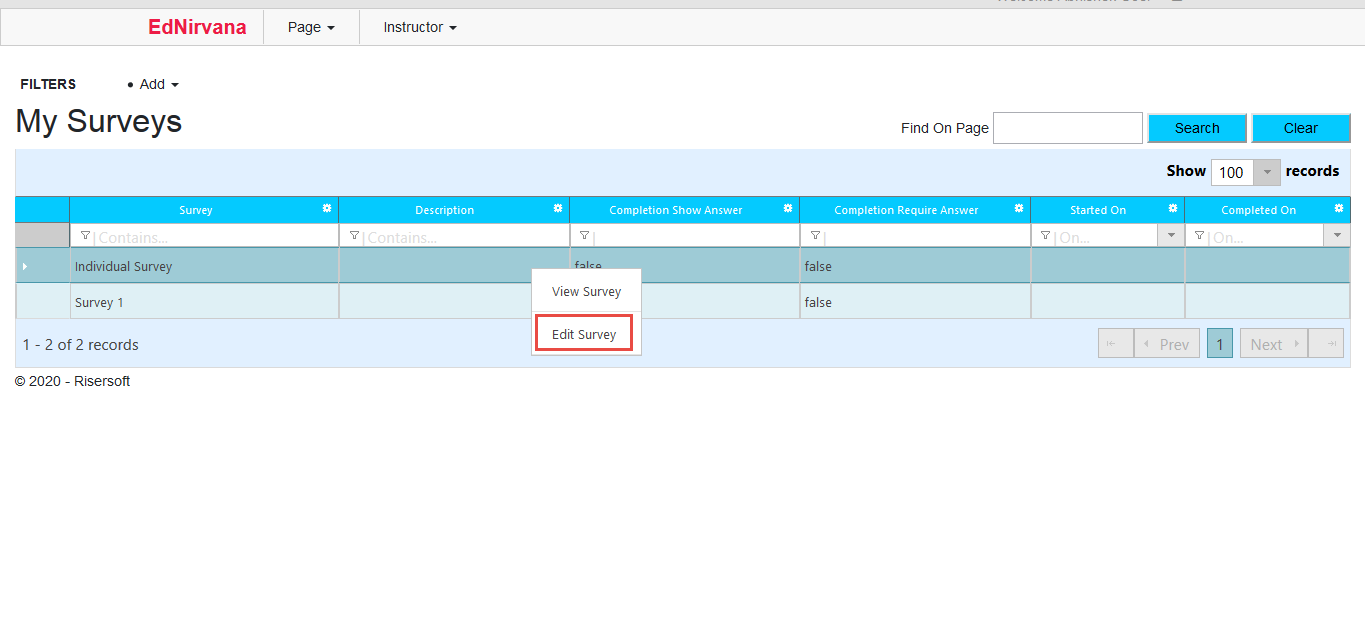 EdNirvana Page Instructor
FILTERS • Add
My Surveys
Find On Page Search Clear
Show 100 records
Survey Description Completion Show Answer Completion Require Answer Started On Completed On
Contains... Contains... On... On...
Individual Survey false false
View Survey
Survey 1 false
Edit Survey
1 - 2 of 2 records Prev 1 Next
© 2020 - Risersoft